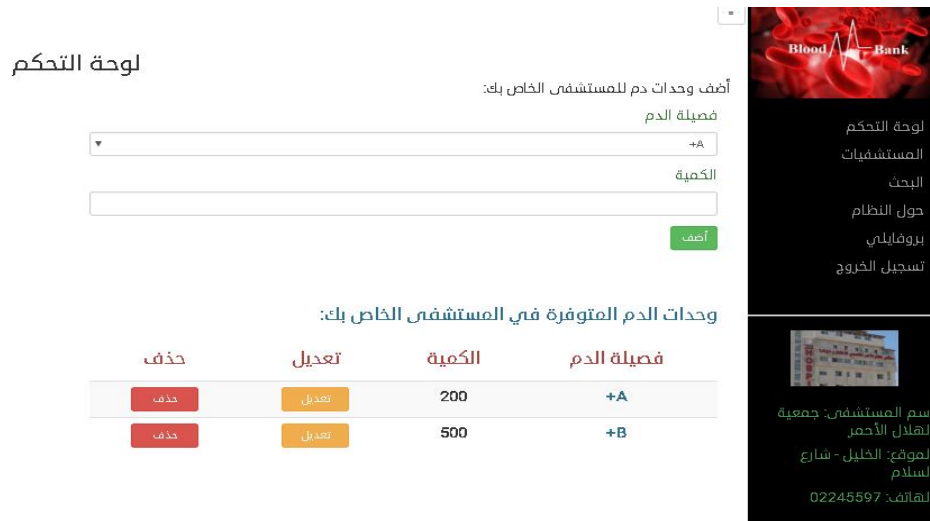 Blood Bank
لوحة التحكم
المستشفيات
البحث
حول النظام
بروفايلي
تسجيل الخروج
سم المستشفى: جمعية
لهلال الأحمر
لموقع: الخليل - شارع
لسلام
لهاتف: 02245597
لوحة التحكم
أضف وحدات دم للمستشفى الخاص بك:
فصيلة الدم
+A
الكمية
أضف
وحدات الدم المتوفرة في المستشفى الخاص بك:
فصيلة الدم الكمية تعديل حذف
+A 200 تعديل حذف
+B 500 تعديل حذف